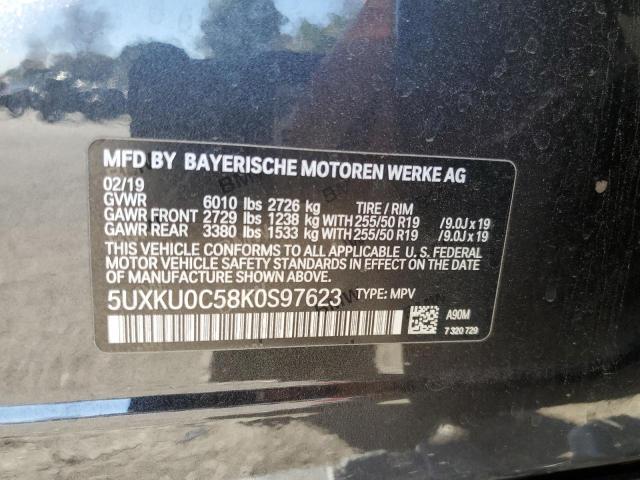 MFD BY BAYERISCHE MOTOREN WERKE AG
02/19
GVWR 6010 lbs 2726 kg TIRE / RIM
GAWR FRONT 2729 lbs 1238 kg WITH 255/50 R19 /9.0J x 19
GAWR REAR 3380 lbs 1533 kg WITH 255/50 R19 /9.0J x 19
THIS VEHICLE CONFORMS TO ALL APPLICABLE U. S. FEDERAL
MOTOR VEHICLE SAFETY STANDARDS IN EFFECT ON THE DATE
OF MANUFACTURE SHOWN ABOVE.
5UXKU0C58K0S97623 TYPE: MPV
A90M
7 320 729